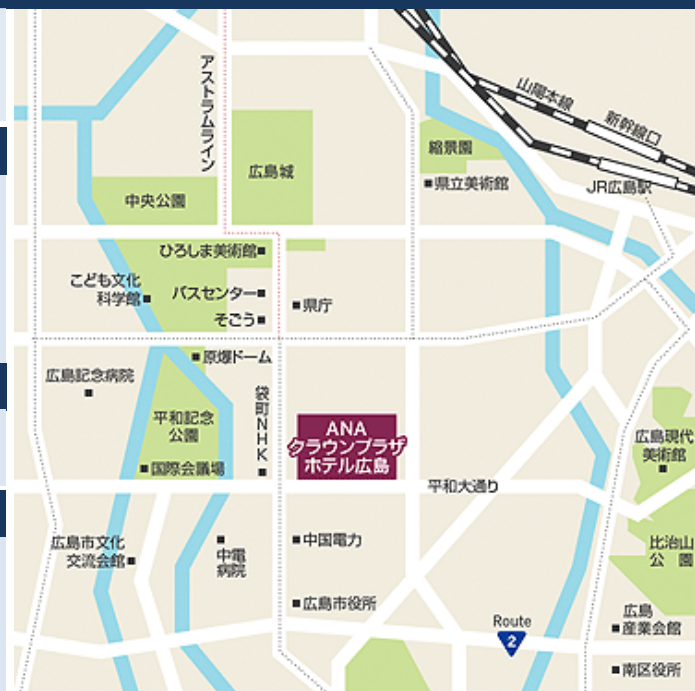 アストラムライン
山陽本線
新幹線口
縮景園
広島城
県立美術館
JR広島駅
中央公園
ひろしま美術館
こども文化
科学館
バスセンター
県庁
そごう
原爆ドーム
広島記念病院
袋町NHK
平和記念
公園
ANA
クラウンプラザ
ホテル広島
広島現代
美術館
国際会議場
平和大通り
広島市文化
交流会館
中電
病院
中国電力
比治山
公園
広島市役所
Route
2
広島
産業会館
南区役所